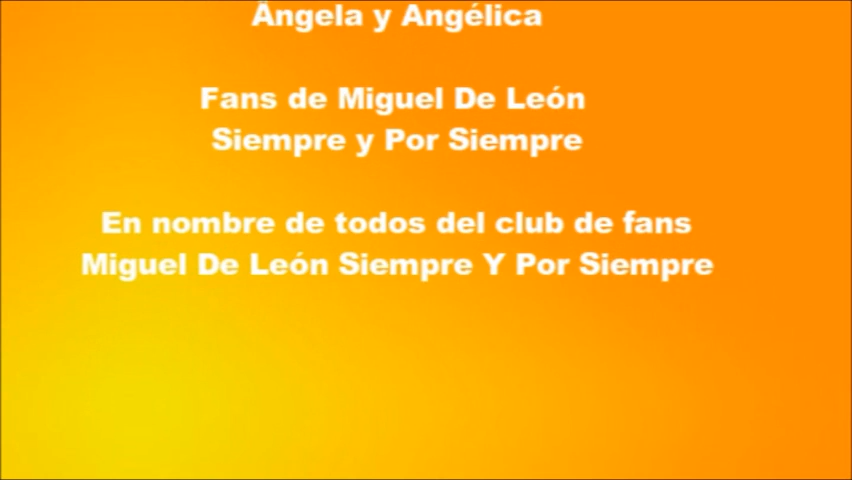 Ángela y Angélica
Fans de Miguel De León
Siempre y Por Siempre
En nombre de todos del club de fans
Miguel De León Siempre Y Por Siempre